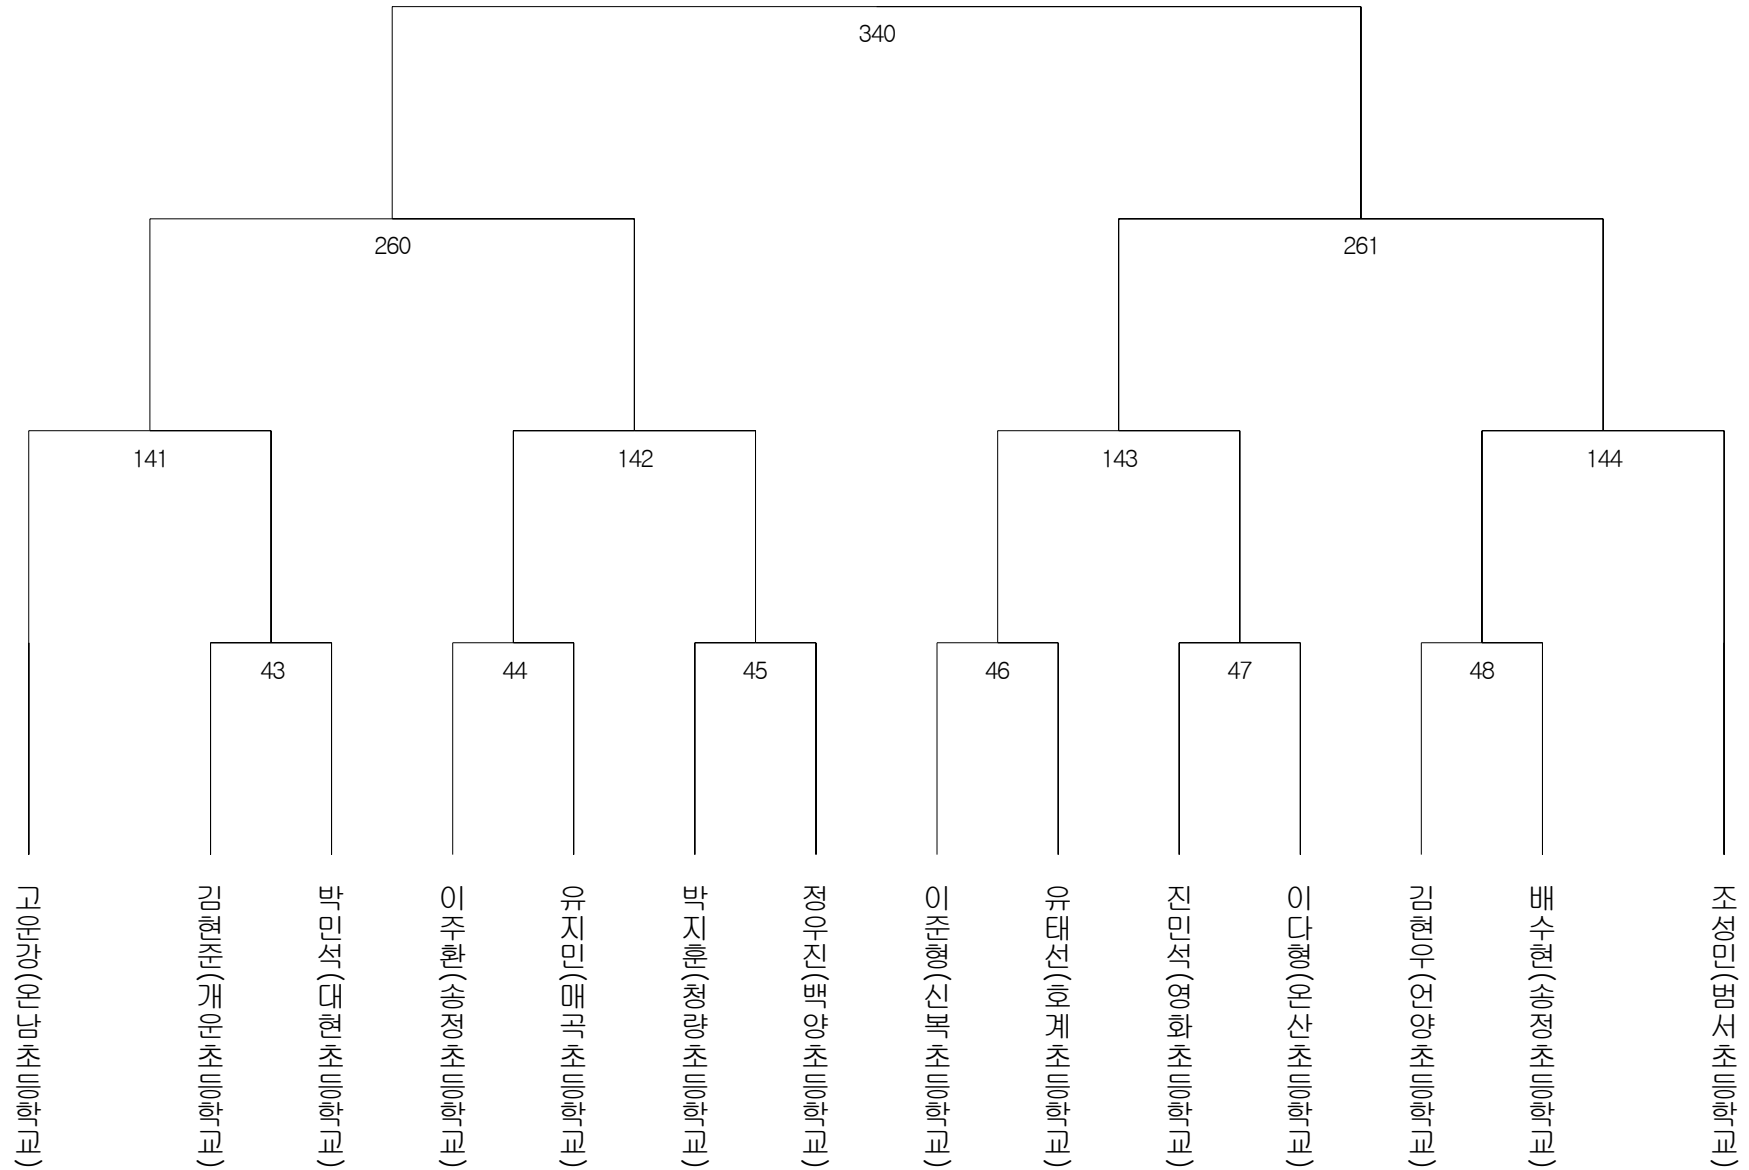 340
260
261
141
142
143
144
43
44
45
46
47
48
고운강(온남초등학교)
김현준(개운초등학교)
박민석(대현초등학교)
이주환(송정초등학교)
유지민(매곡초등학교)
박지훈(청량초등학교)
정우진(백양초등학교)
이준형(신복초등학교)
유태선(호계초등학교)
진민석(영화초등학교)
이다형(온산초등학교)
김현우(언양초등학교)
배수현(송정초등학교)
조성민(범서초등학교)